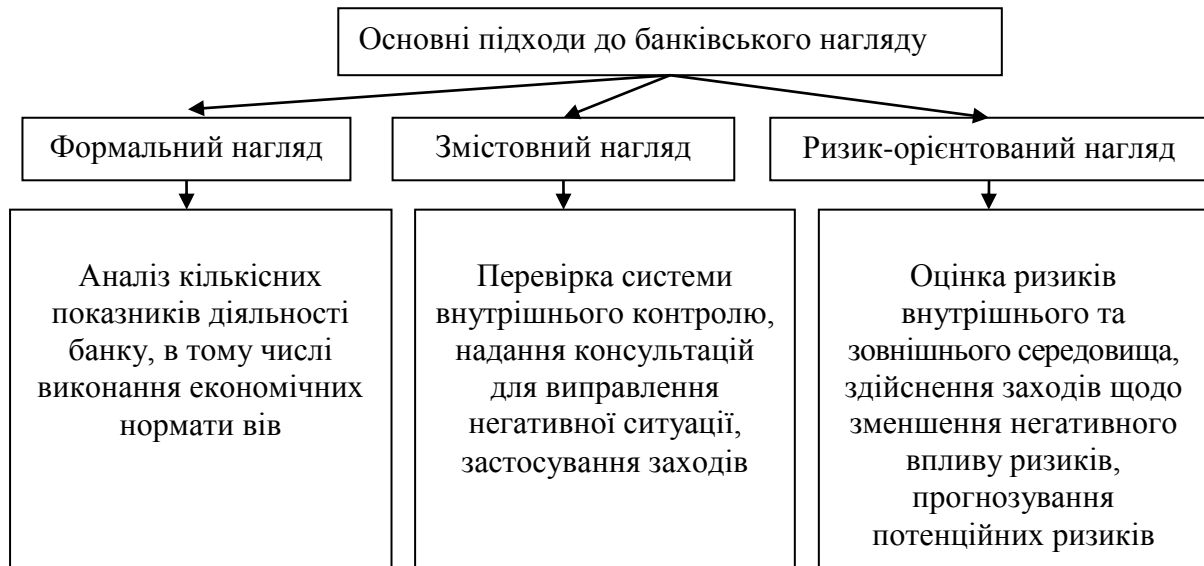 Основні підходи до банківського нагляду
Формальний нагляд
Змістовний нагляд
Ризик-орієнтований нагляд
Аналіз кількісних
показників діяльності
банку, в тому числі
виконання економічних
нормати вів
Перевірка системи
внутрішнього контролю,
надання консультацій
для виправлення
негативної ситуації,
застосування заходів
Оцінка ризиків
внутрішнього та
зовнішнього середовища,
здійснення заходів щодо
зменшення негативного
впливу ризиків,
прогнозування
потенційних ризиків